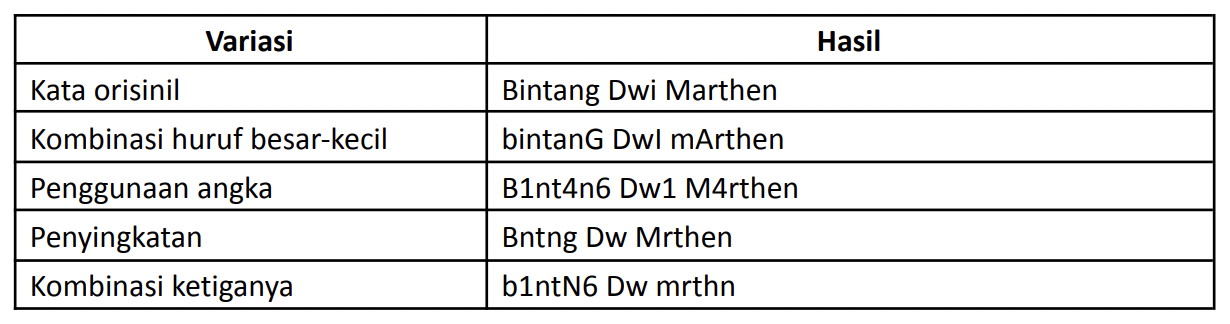 Variasi Hasil
Kata orisinil Bintang Dwi Marthen
Kombinasi huruf besar-kecil bintanG DwI mArthen
Penggunaan angka B1nt4n6 Dw1 M4rthen
Penyingkatan Bntng Dw Mrthen
Kombinasi ketiganya b1ntN6 Dw mrthn